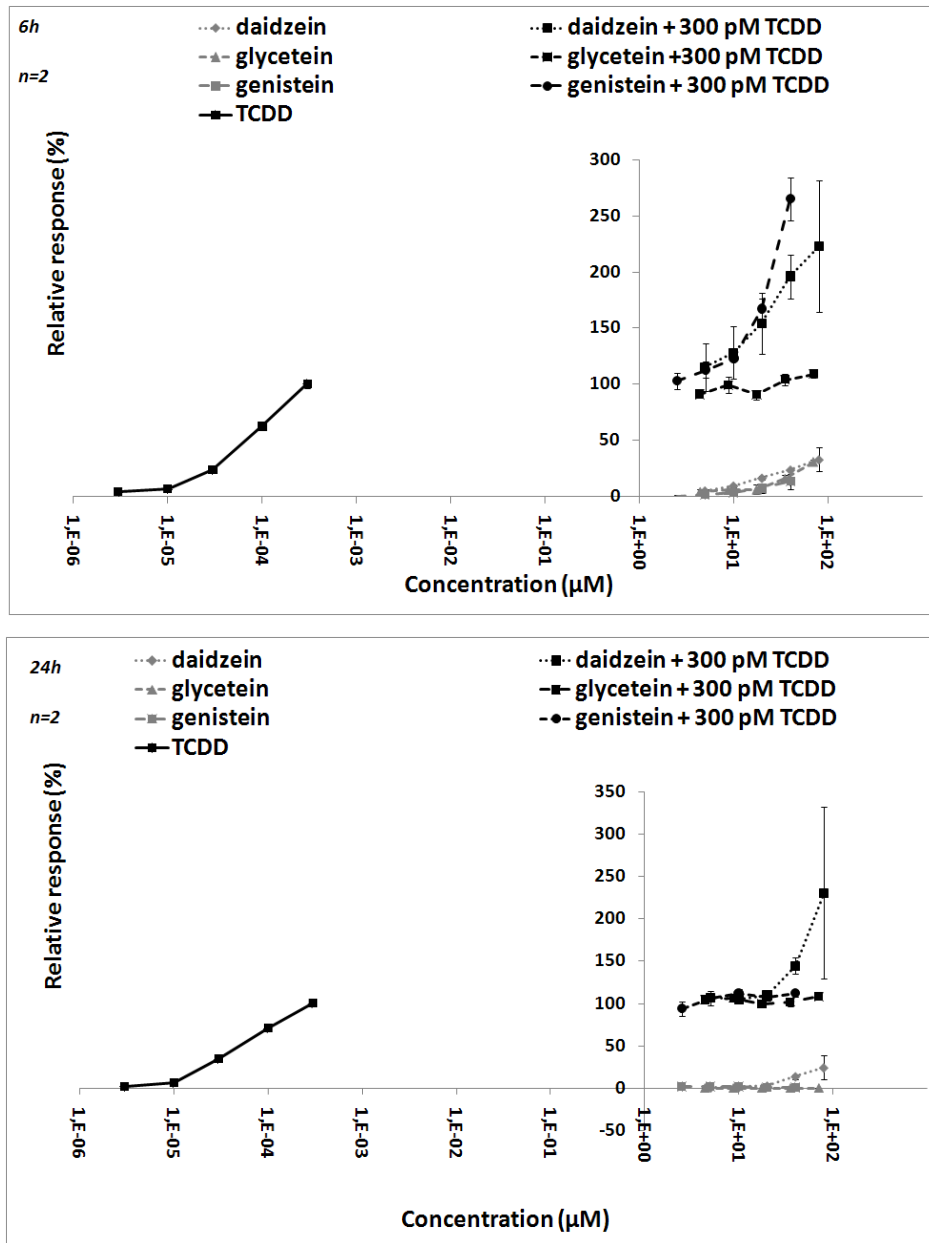 6h
n=2
daidzein
glycetein
genistein
TCDD
daidzein + 300 pM TCDD
glycetein +300 pM TCDD
genistein + 300 pM TCDD
Relative response (%)
300
250
200
150
100
50
0
1,E-06
1,E-05
1,E-04
1,E-03
1,E-02
1,E-01
1,E+00
1,E+01
1,E+02
Concentration (µM)
24h
n=2
daidzein
glycetein
genistein
TCDD
daidzein + 300 pM TCDD
glycetein + 300 pM TCDD
genistein + 300 pM TCDD
Relative response (%)
350
300
250
200
150
100
50
0
-50
1,E-06
1,E-05
1,E-04
1,E-03
1,E-02
1,E-01
1,E+00
1,E+01
1,E+02
Concentration (µM)